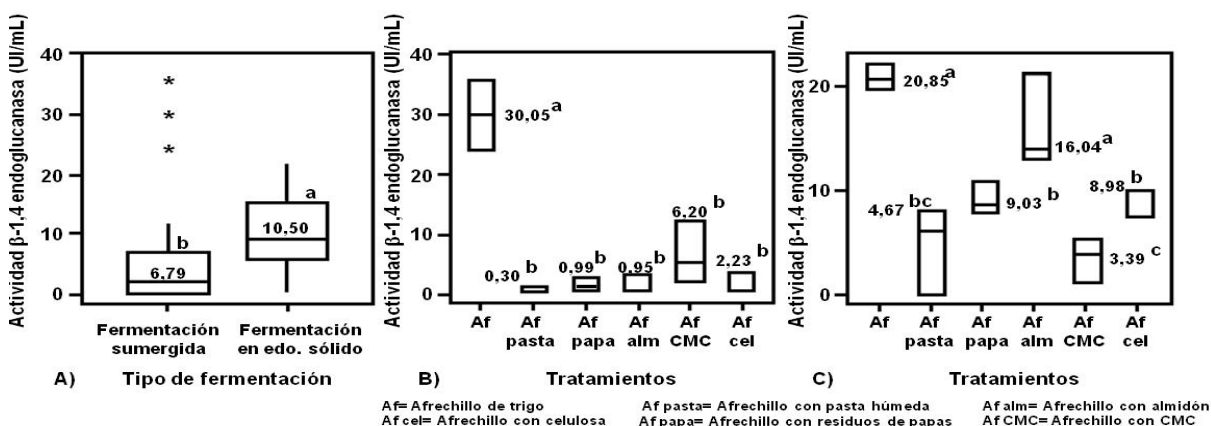 Actividad β-1,4 endoglucanasa (UI/mL)
40
30
20
10
0
*
*
*
b
6,79
a
10,50
Fermentación
sumergida
Fermentación
en edo. sólido
A) Tipo de fermentación
Actividad β-1,4 endoglucanasa (UI/mL)
40
30
20
10
0
30,05 a
0,30 b
0,99 b
0,95 b
6,20 b
2,23 b
Af
Af
pasta
Af
papa
Af
alm
Af
CMC
Af
cel
B) Tratamientos
Actividad β-1,4 endoglucanasa (UI/mL)
20
10
0
20,85 a
4,67 bc
9,03 b
16,04 a
3,39 c
8,98 b
Af
Af
pasta
Af
papa
Af
alm
Af
CMC
Af
cel
C) Tratamientos
Af= Afrechillo de trigo
Af cel= Afrechillo con celulosa
Af pasta= Afrechillo con pasta húmeda
Af papa= Afrechillo con residuos de papas
Af alm= Afrechillo con almidón
Af CMC= Afrechillo con CMC